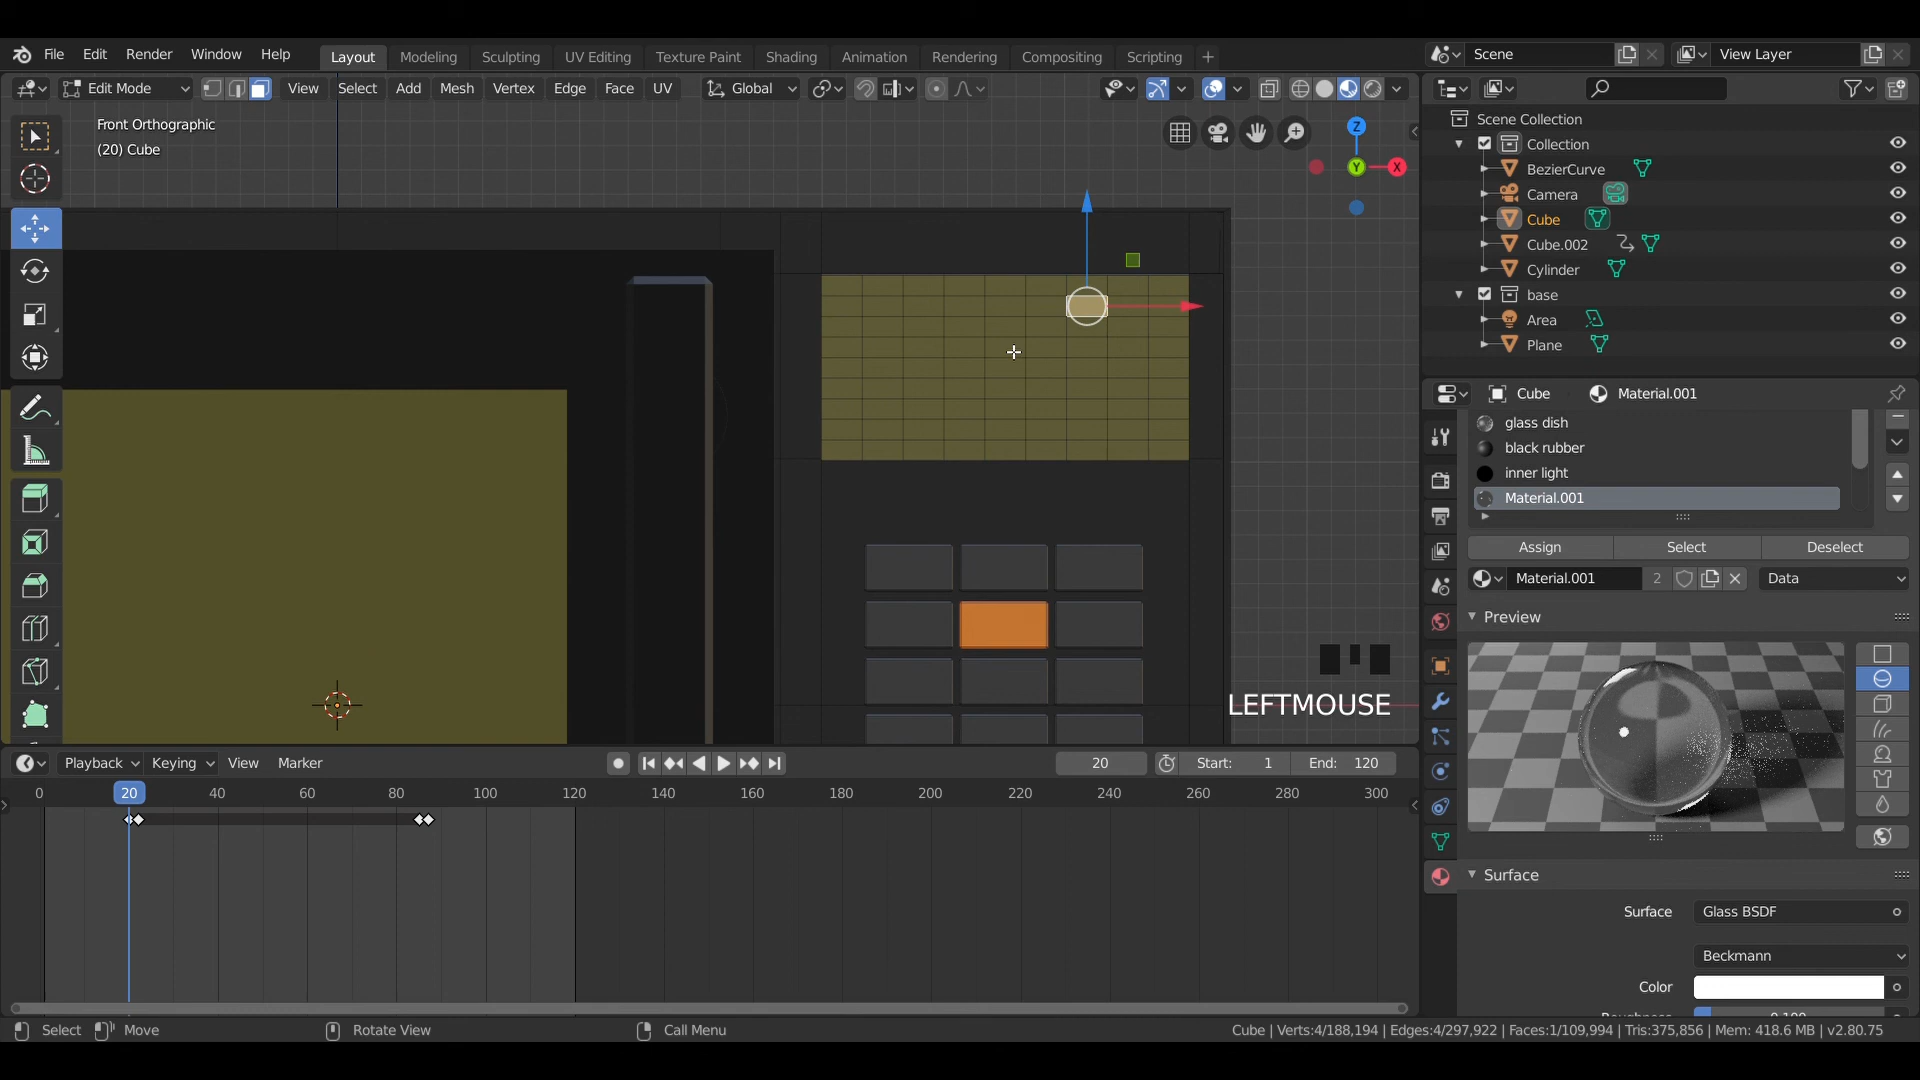 File Edit Render Window Help Layout Modeling Sculpting UV Editing Texture Paint Shading Animation Rendering Compositing Scripting + Scene View Layer
Edit Mode View Select Add Mesh Vertex Edge Face UV Global
Front Orthographic
(20) Cube
Z
Y
X
Scene Collection
Collection
BezierCurve
Camera
Cube
Cube.002
Cylinder
base
Area
Plane
Cube Material.001
glass dish
black rubber
inner light
Material.001
Assign Select Deselect
Material.001 2 Data
Preview
LEFTMOUSE
Surface
Surface Glass BSDF
Beckmann
Color
Roughness 0.100
Playback Keying View Marker 20 Start: 1 End: 120
0 20 40 60 80 100 120 140 160 180 200 220 240 260 280 300
Select Move Rotate View Call Menu Cube | Verts:4/188,194 | Edges:4/297,922 | Faces:1/109,994 | Tris:375,856 | Mem: 418.6 MB | v2.80.75